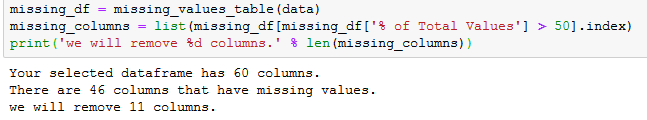 missing_df = missing_values_table(data)
missing_columns = list(missing_df[missing_df['% of Total Values'] > 50].index)
print('we will remove %d columns.' % len(missing_columns))
Your selected dataframe has 60 columns.
There are 46 columns that have missing values.
we will remove 11 columns.